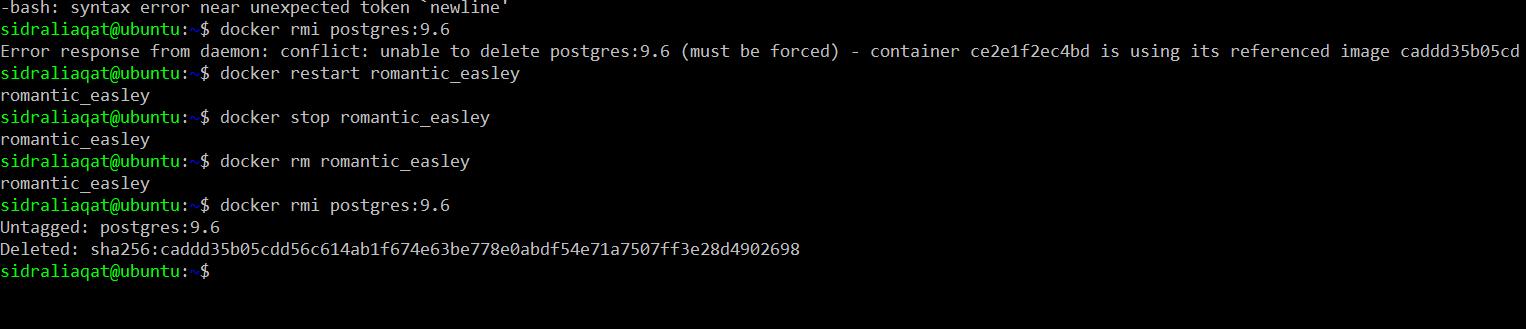 -bash: syntax error near unexpected token `newline'
sidraliaqat@ubuntu:~$ docker rmi postgres:9.6
Error response from daemon: conflict: unable to delete postgres:9.6 (must be forced) - container ce2e1f2ec4bd is using its referenced image caddd35b05cd
sidraliaqat@ubuntu:~$ docker restart romantic_easley
romantic_easley
sidraliaqat@ubuntu:~$ docker stop romantic_easley
romantic_easley
sidraliaqat@ubuntu:~$ docker rm romantic_easley
romantic_easley
sidraliaqat@ubuntu:~$ docker rmi postgres:9.6
Untagged: postgres:9.6
Deleted: sha256:caddd35b05cdd56c614ab1f674e63be778e0abdf54e71a7507ff3e28d4902698
sidraliaqat@ubuntu:~$